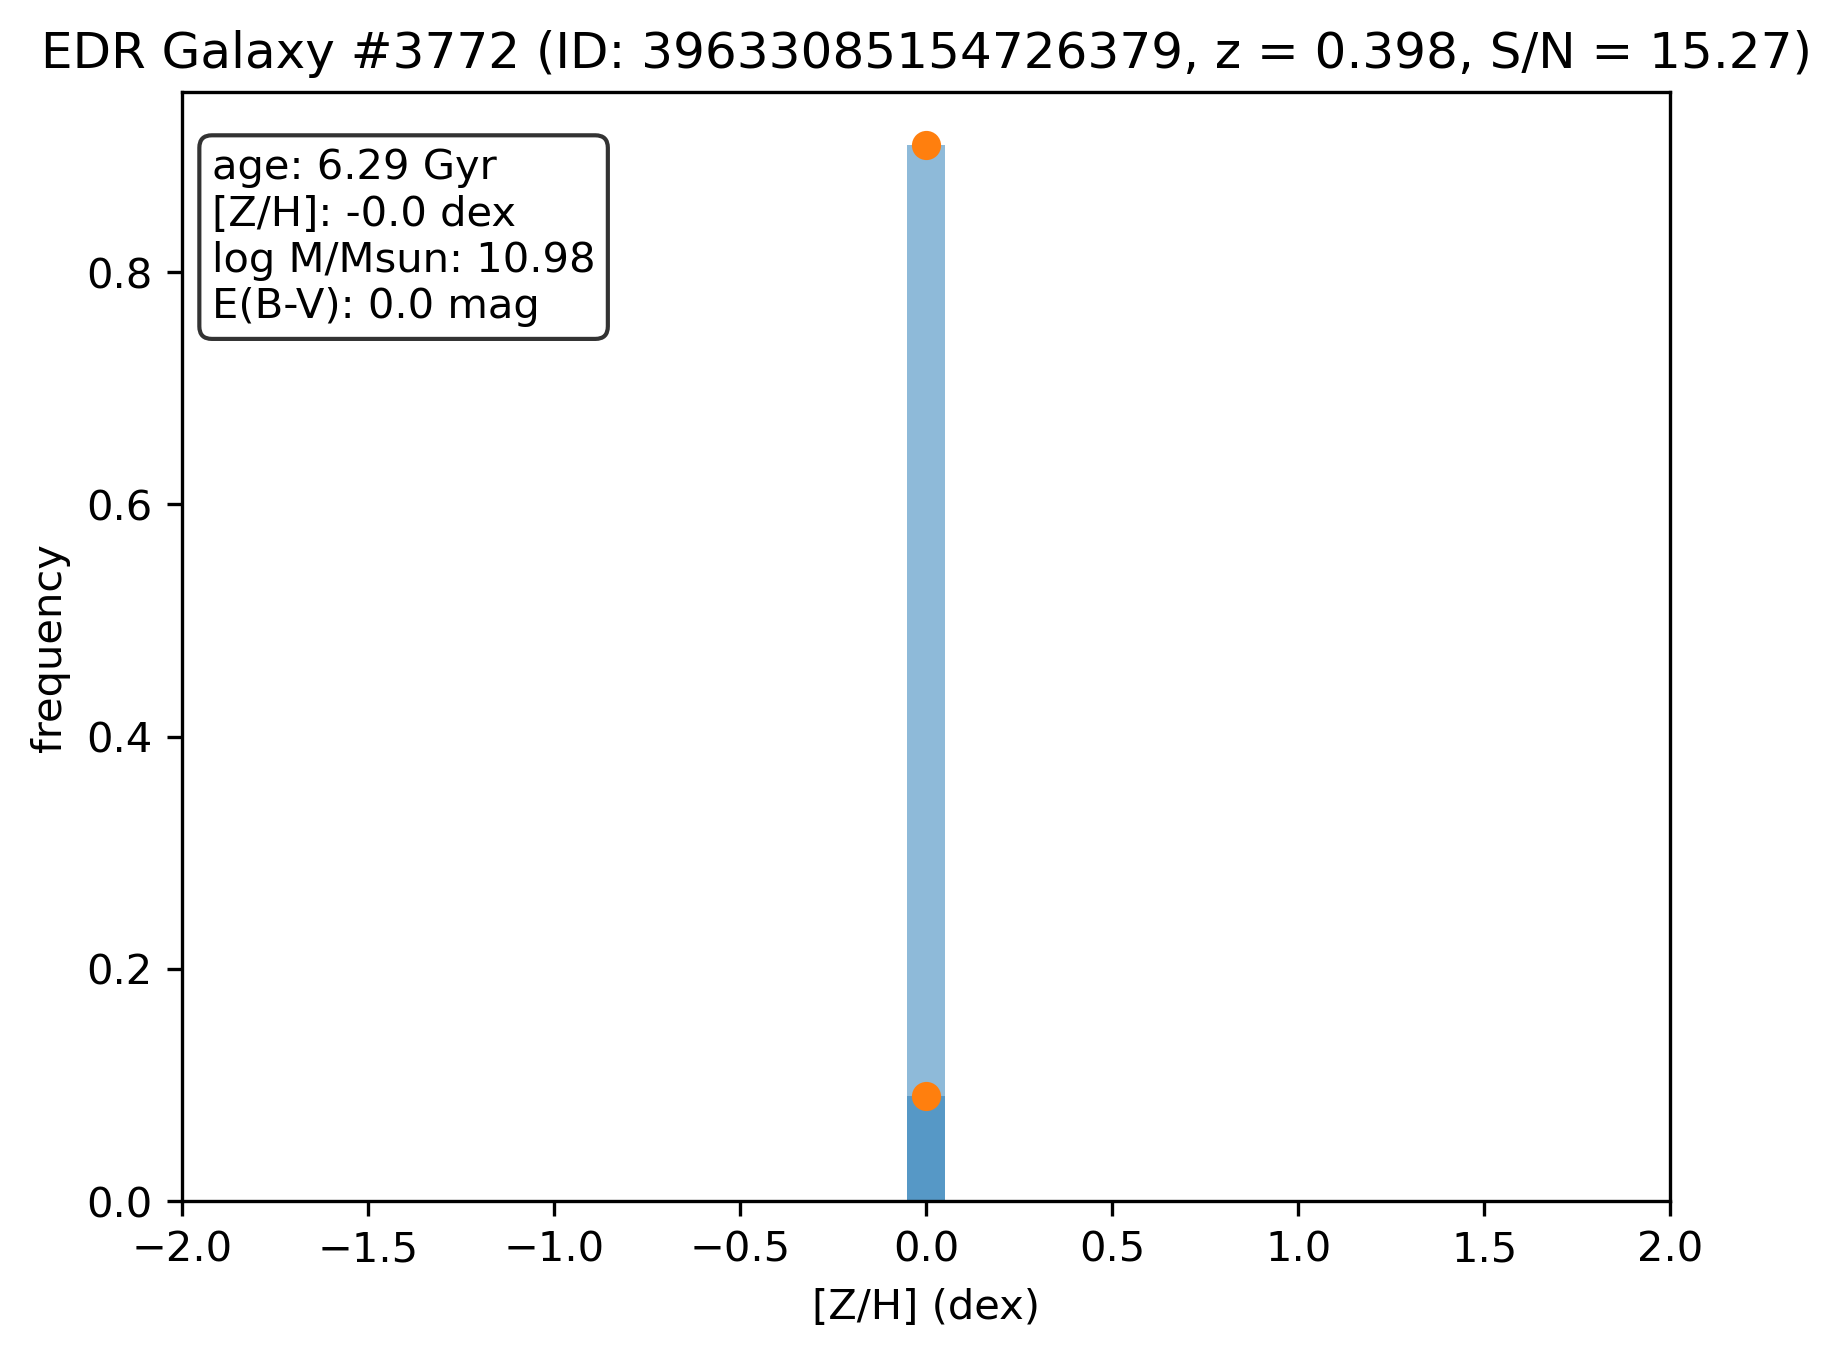 EDR Galaxy #3772 (ID: 39633085154726379, z = 0.398, S/N = 15.27)
age: 6.29 Gyr
[Z/H]: -0.0 dex
log M/Msun: 10.98
E(B-V): 0.0 mag
frequency
0.8
0.6
0.4
0.2
0.0
−2.0 −1.5 −1.0 −0.5 0.0 0.5 1.0 1.5 2.0
[Z/H] (dex)